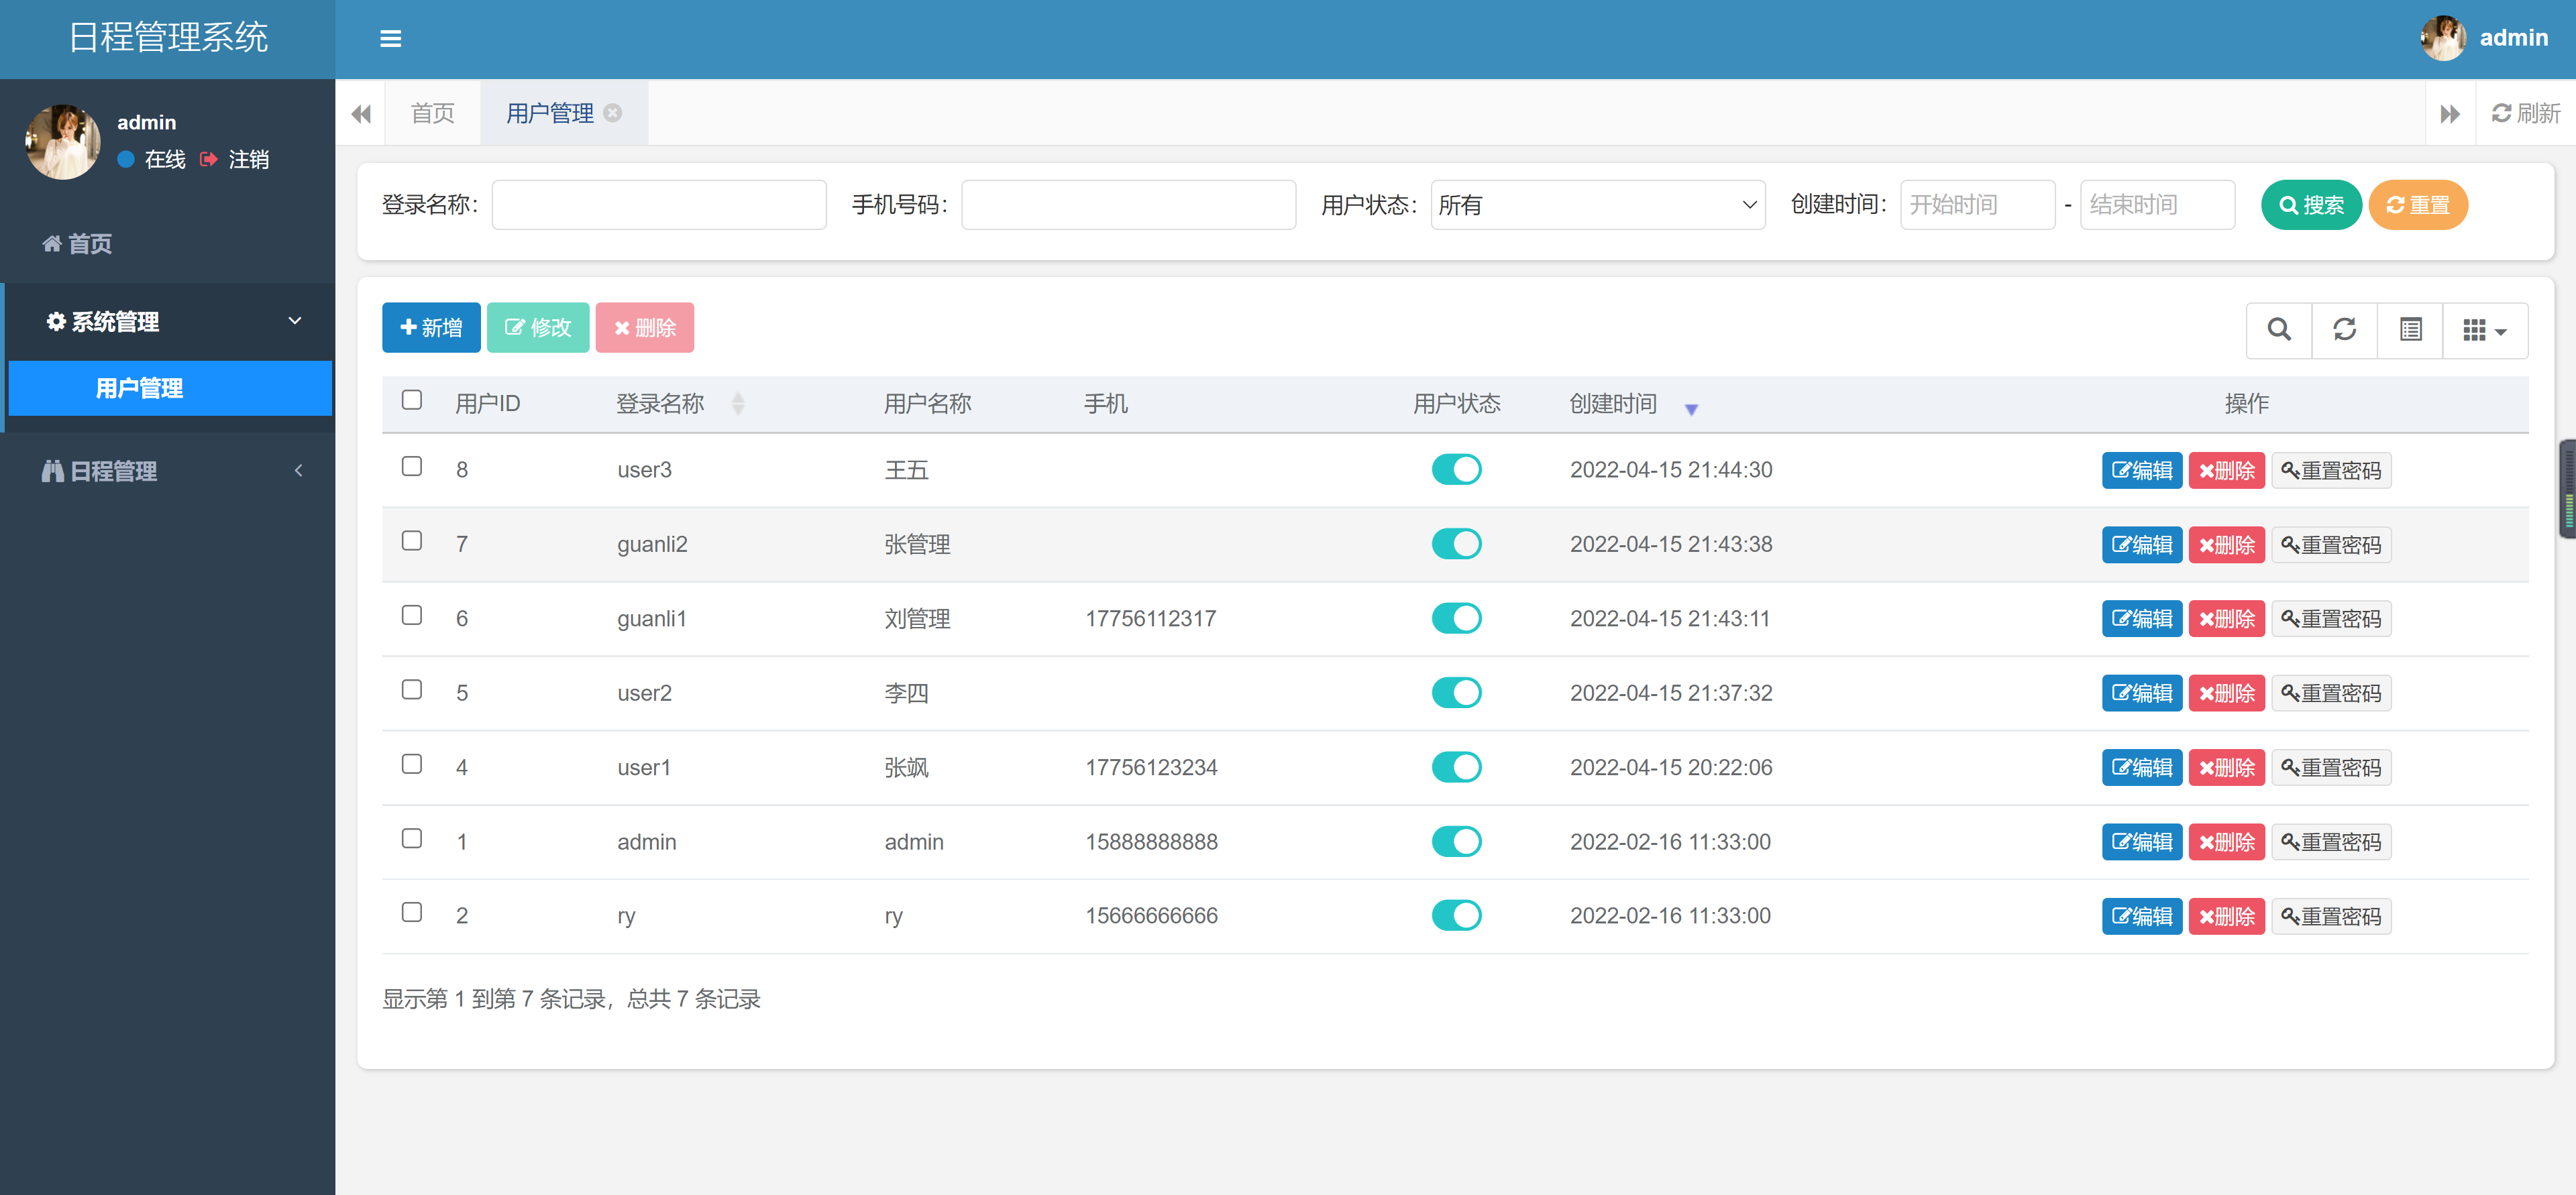 日程管理系统
admin
admin
在线 注销
首页
系统管理
用户管理
日程管理
首页 用户管理 刷新
登录名称： 手机号码： 用户状态： 所有 创建时间： 开始时间 - 结束时间 搜索 重置
新增 修改 删除
用户ID 登录名称 用户名称 手机 用户状态 创建时间 操作
8 user3 王五 2022-04-15 21:44:30 编辑 删除 重置密码
7 guanli2 张管理 2022-04-15 21:43:38 编辑 删除 重置密码
6 guanli1 刘管理 17756112317 2022-04-15 21:43:11 编辑 删除 重置密码
5 user2 李四 2022-04-15 21:37:32 编辑 删除 重置密码
4 user1 张飒 17756123234 2022-04-15 20:22:06 编辑 删除 重置密码
1 admin admin 15888888888 2022-02-16 11:33:00 编辑 删除 重置密码
2 ry ry 15666666666 2022-02-16 11:33:00 编辑 删除 重置密码
显示第 1 到第 7 条记录，总共 7 条记录